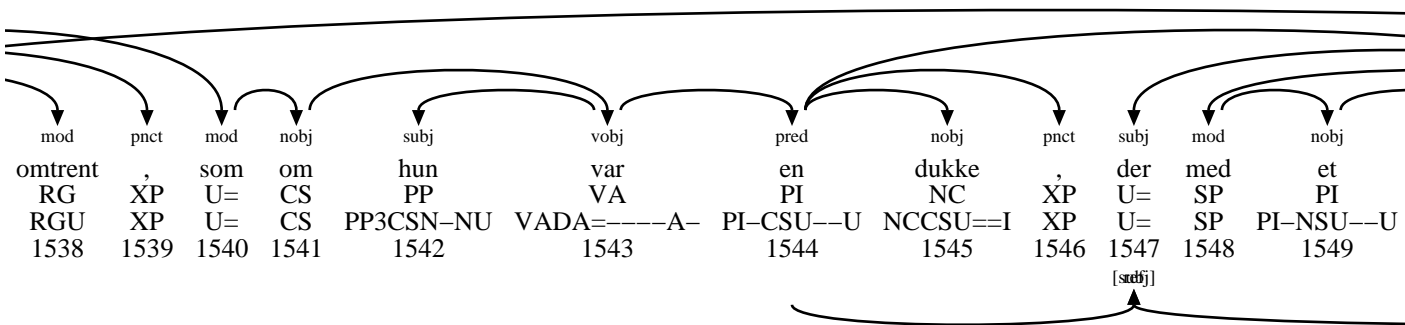 mod pnct mod nobj subj vobj pred nobj pnct subj mod nobj
omtrent , som om hun var en dukke , der med et
RG XP U= CS PP VA PI NC XP U= SP PI
RGU XP U= CS PP3CSN−NU VADA=−−−−A− PI−CSU−−U NCCSU==I XP U= SP PI−NSU−−U
1538 1539 1540 1541 1542 1543 1544 1545 1546 1547 1548 1549